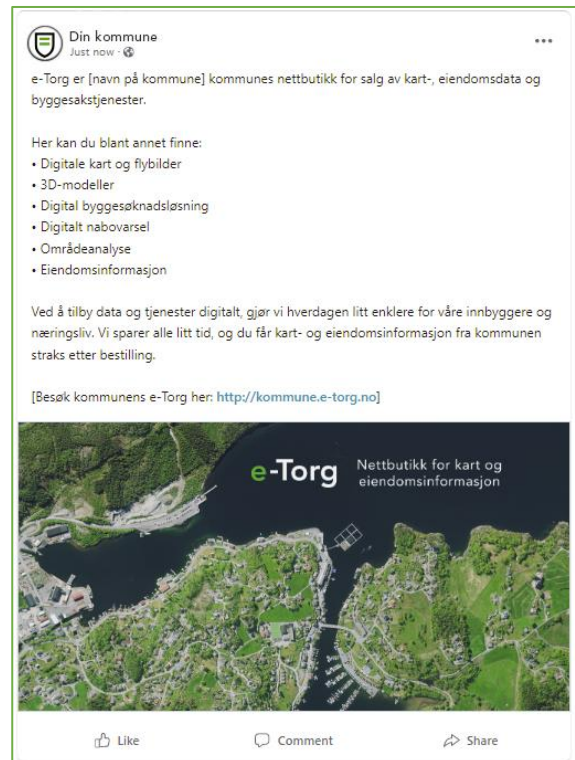 Din kommune
Just now ·
e-Torg er [navn på kommune] kommunes nettbutikk for salg av kart-, eiendomsdata og
byggesakstjenester.
Her kan du blant annet finne:
• Digitale kart og flybilder
• 3D-modeller
• Digital byggesøknadsløsning
• Digitalt nabovarsel
• Områdeanalyse
• Eiendomsinformasjon
Ved å tilby data og tjenester digitalt, gjør vi hverdagen litt enklere for våre innbyggere og
næringsliv. Vi sparer alle litt tid, og du får kart- og eiendomsinformasjon fra kommunen
straks etter bestilling.
[Besøk kommunens e-Torg her: http://kommune.e-torg.no]
e-Torg
Nettbutikk for kart og
eiendomsinformasjon
Like Comment Share